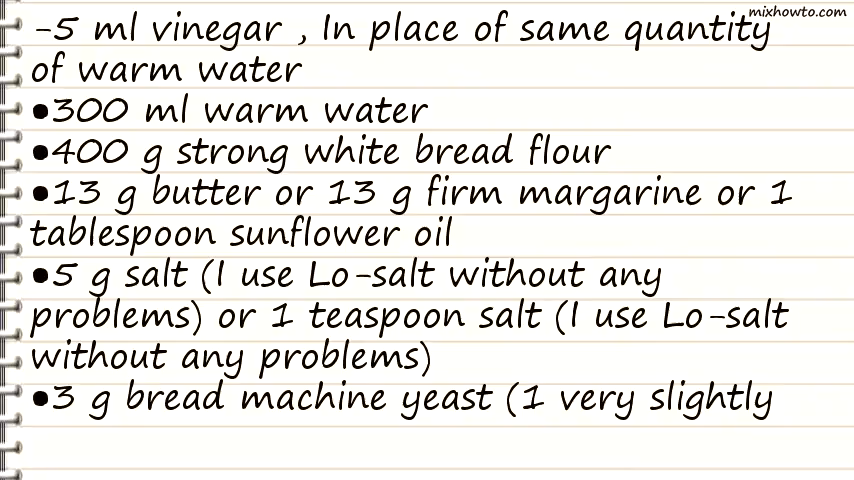 mixhowto.com
-5 ml vinegar , In place of same quantity
of warm water
•300 ml warm water
•400 g strong white bread flour
•13 g butter or 13 g firm margarine or 1
tablespoon sunflower oil
•5 g salt (I use Lo-salt without any
problems) or 1 teaspoon salt (I use Lo-salt
without any problems)
•3 g bread machine yeast (1 very slightly